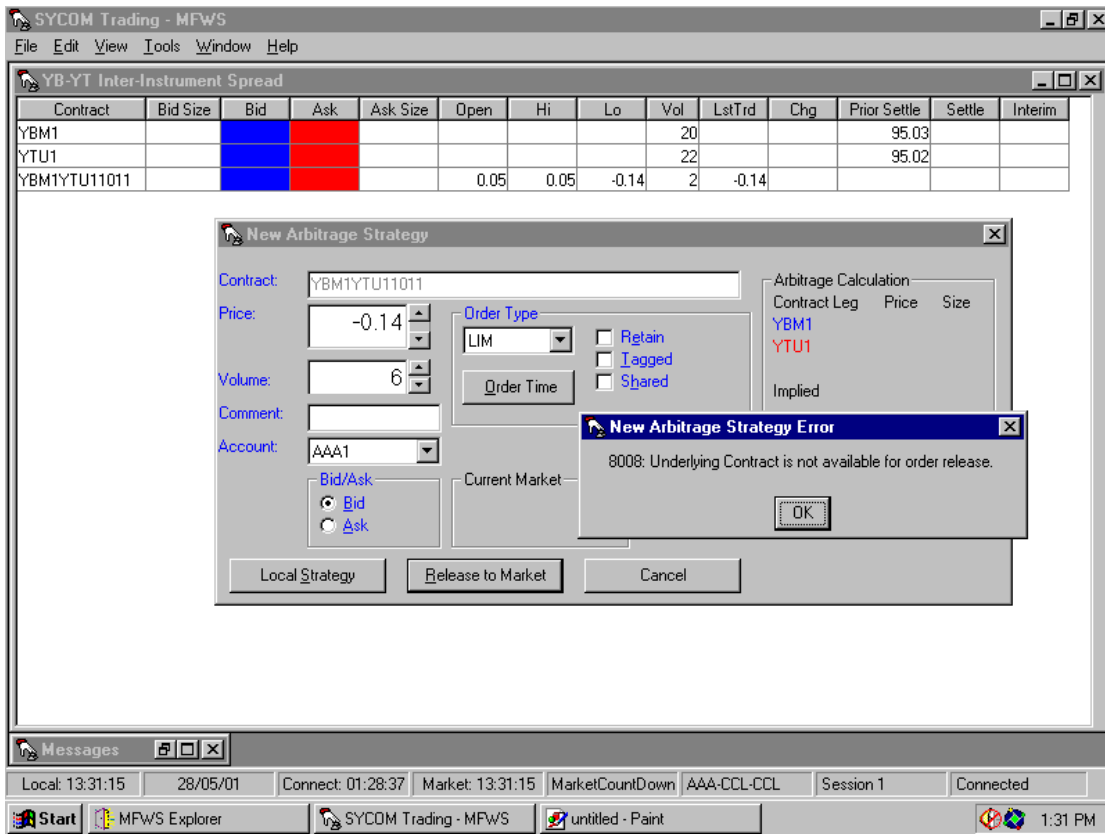 SYCOM Trading - MFWS
File Edit View Tools Window Help
YB-YT Inter-Instrument Spread
Contract Bid Size Bid Ask Ask Size Open Hi Lo Vol LstTrd Chg Prior Settle Settle Interim
YBM1 20 95.03
YTU1 22 95.02
YBM1YTU11011 0.05 0.05 -0.14 2 -0.14
New Arbitrage Strategy
Contract: YBM1YTU11011
Price: -0.14
Volume: 6
Comment:
Account: AAA1
Order Type
LIM
Order Time
Retain
Tagged
Shared
Bid/Ask
Bid
Ask
Current Market
Arbitrage Calculation
Contract Leg Price Size
YBM1
YTU1
Implied
New Arbitrage Strategy Error
8008: Underlying Contract is not available for order release.
OK
Local Strategy Release to Market Cancel
Messages
Local: 13:31:15 28/05/01 Connect: 01:28:37 Market: 13:31:15 MarketCountDown AAA-CCL-CCL Session 1 Connected
Start MFWS Explorer SYCOM Trading - MFWS untitled - Paint 1:31 PM